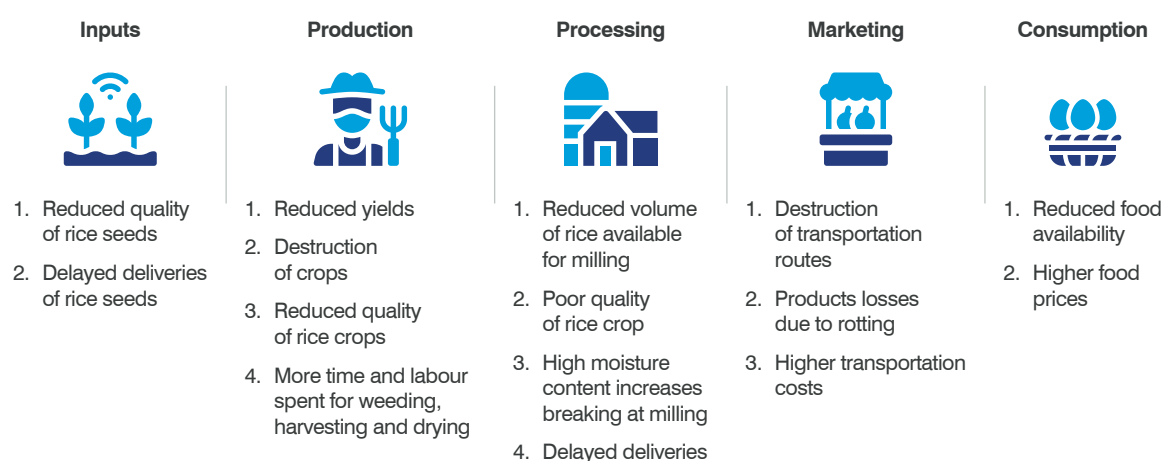 Inputs
1. Reduced quality
of rice seeds
2. Delayed deliveries
of rice seeds
Production
1. Reduced yields
2. Destruction
of crops
3. Reduced quality
of rice crops
4. More time and labour
spent for weeding,
harvesting and drying
Processing
1. Reduced volume
of rice available
for milling
2. Poor quality
of rice crop
3. High moisture
content increases
breaking at milling
4. Delayed deliveries
Marketing
1. Destruction
of transportation
routes
2. Products losses
due to rotting
3. Higher transportation
costs
Consumption
1. Reduced food
availability
2. Higher food
prices